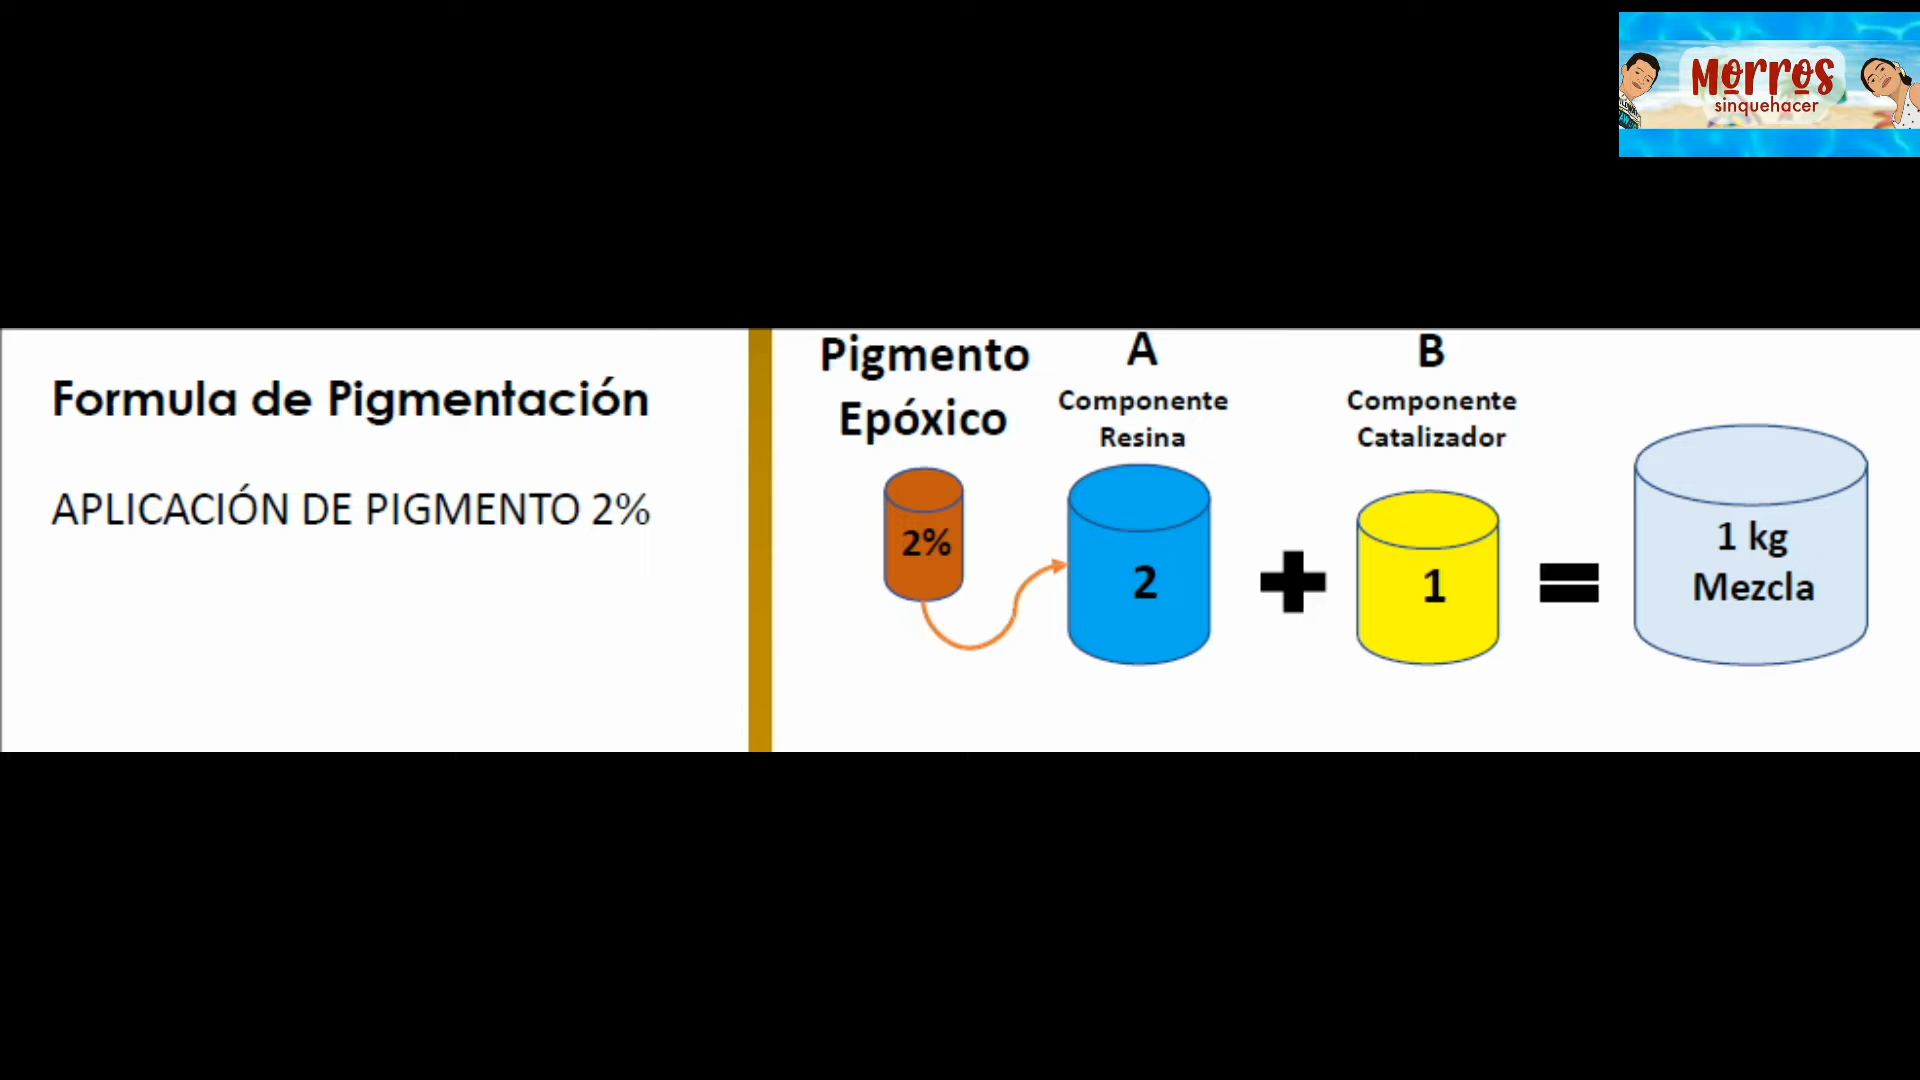 Morros
sinquehacer
Formula de Pigmentación
APLICACIÓN DE PIGMENTO 2%
Pigmento
Epóxico
A
Componente
Resina
B
Componente
Catalizador
2%
2
1
1 kg
Mezcla